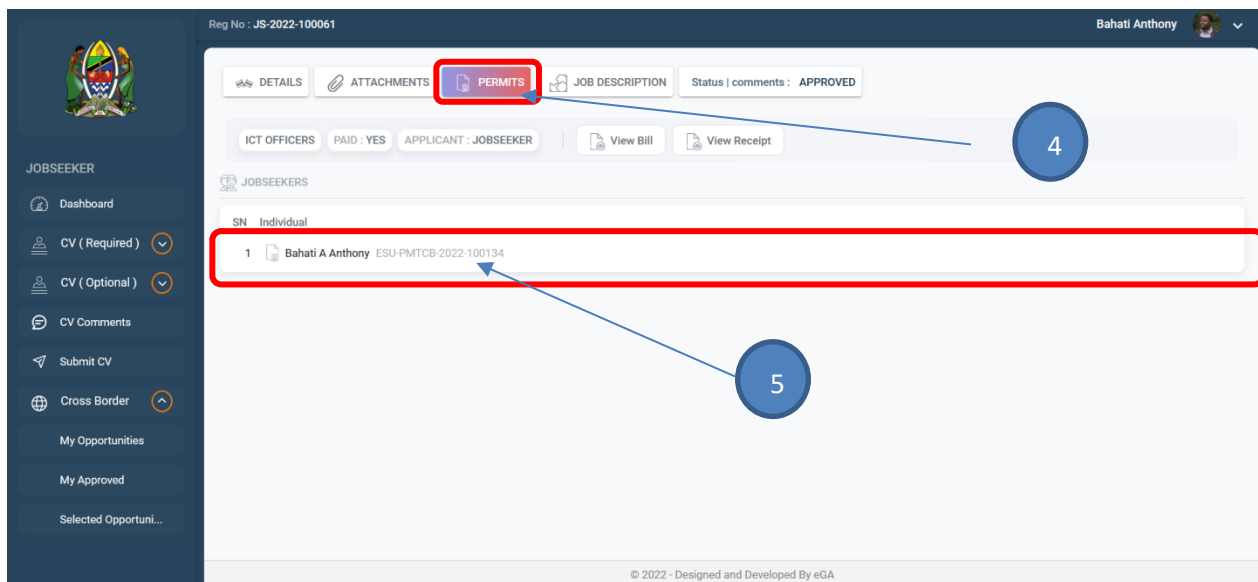 Reg No : JS-2022-100061
Bahati Anthony
DETAILS
ATTACHMENTS
PERMITS
JOB DESCRIPTION
Status | comments : APPROVED
ICT OFFICERS
PAID : YES
APPLICANT : JOBSEEKER
View Bill
View Receipt
4
JOBSEEKER
JOBSEEKERS
Dashboard
SN Individual
CV ( Required )
1 Bahati A Anthony ESU-PMTCB-2022-100134
CV ( Optional )
CV Comments
Submit CV
5
Cross Border
My Opportunities
My Approved
Selected Opportuni...
© 2022 - Designed and Developed By eGA